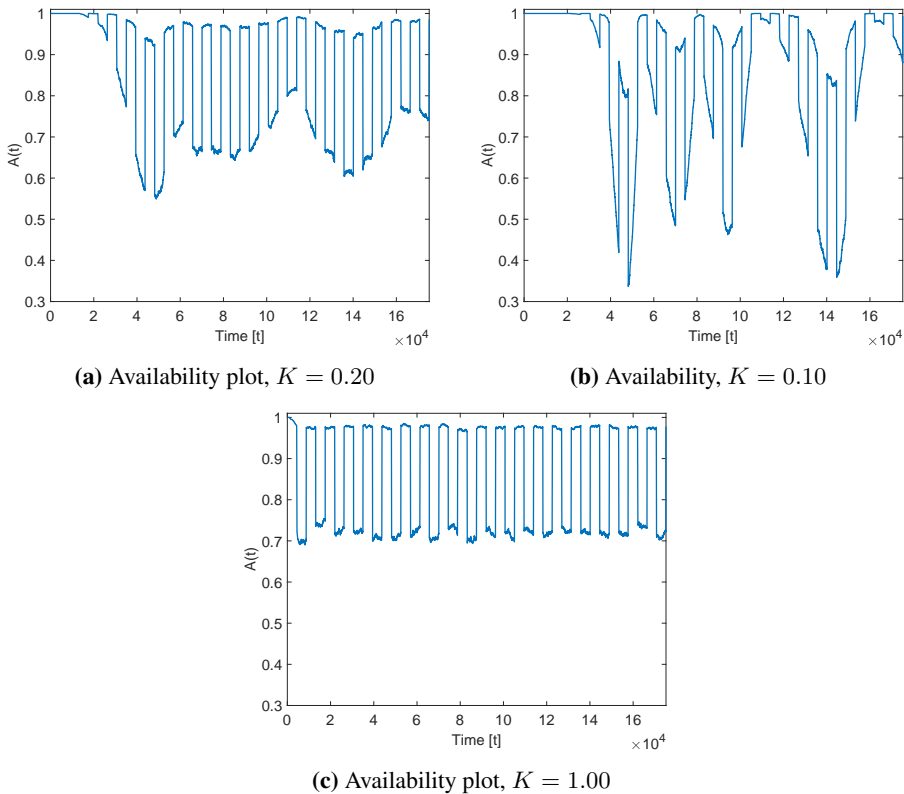 1
0.9
0.8
0.7
0.6
0.5
0.4
0.3
A(t)
0 2 4 6 8 10 12 14 16
Time [t]
×10^4
(a) Availability plot, K = 0.20
1
0.9
0.8
0.7
0.6
0.5
0.4
0.3
A(t)
0 2 4 6 8 10 12 14 16
Time [t]
×10^4
(b) Availability, K = 0.10
1
0.9
0.8
0.7
0.6
0.5
0.4
0.3
A(t)
0 2 4 6 8 10 12 14 16
Time [t]
×10^4
(c) Availability plot, K = 1.00